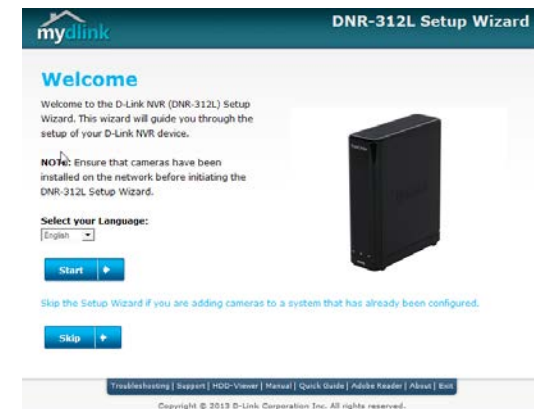 mydlink
DNR-312L Setup Wizard
Welcome
Welcome to the D-Link NVR (DNR-312L) Setup
Wizard. This wizard will guide you through the
setup of your D-Link NVR device.
NOTE: Ensure that cameras have been
installed on the network before initiating the
DNR-312L Setup Wizard.
Select your Language:
English
Start
Skip the Setup Wizard if you are adding cameras to a system that has already been configured.
Skip
Troubleshooting | Support | HDD-Viewer | Manual | Quick Guide | Adobe Reader | About | Exit
Copyright © 2013 D-Link Corporation Inc. All rights reserved.